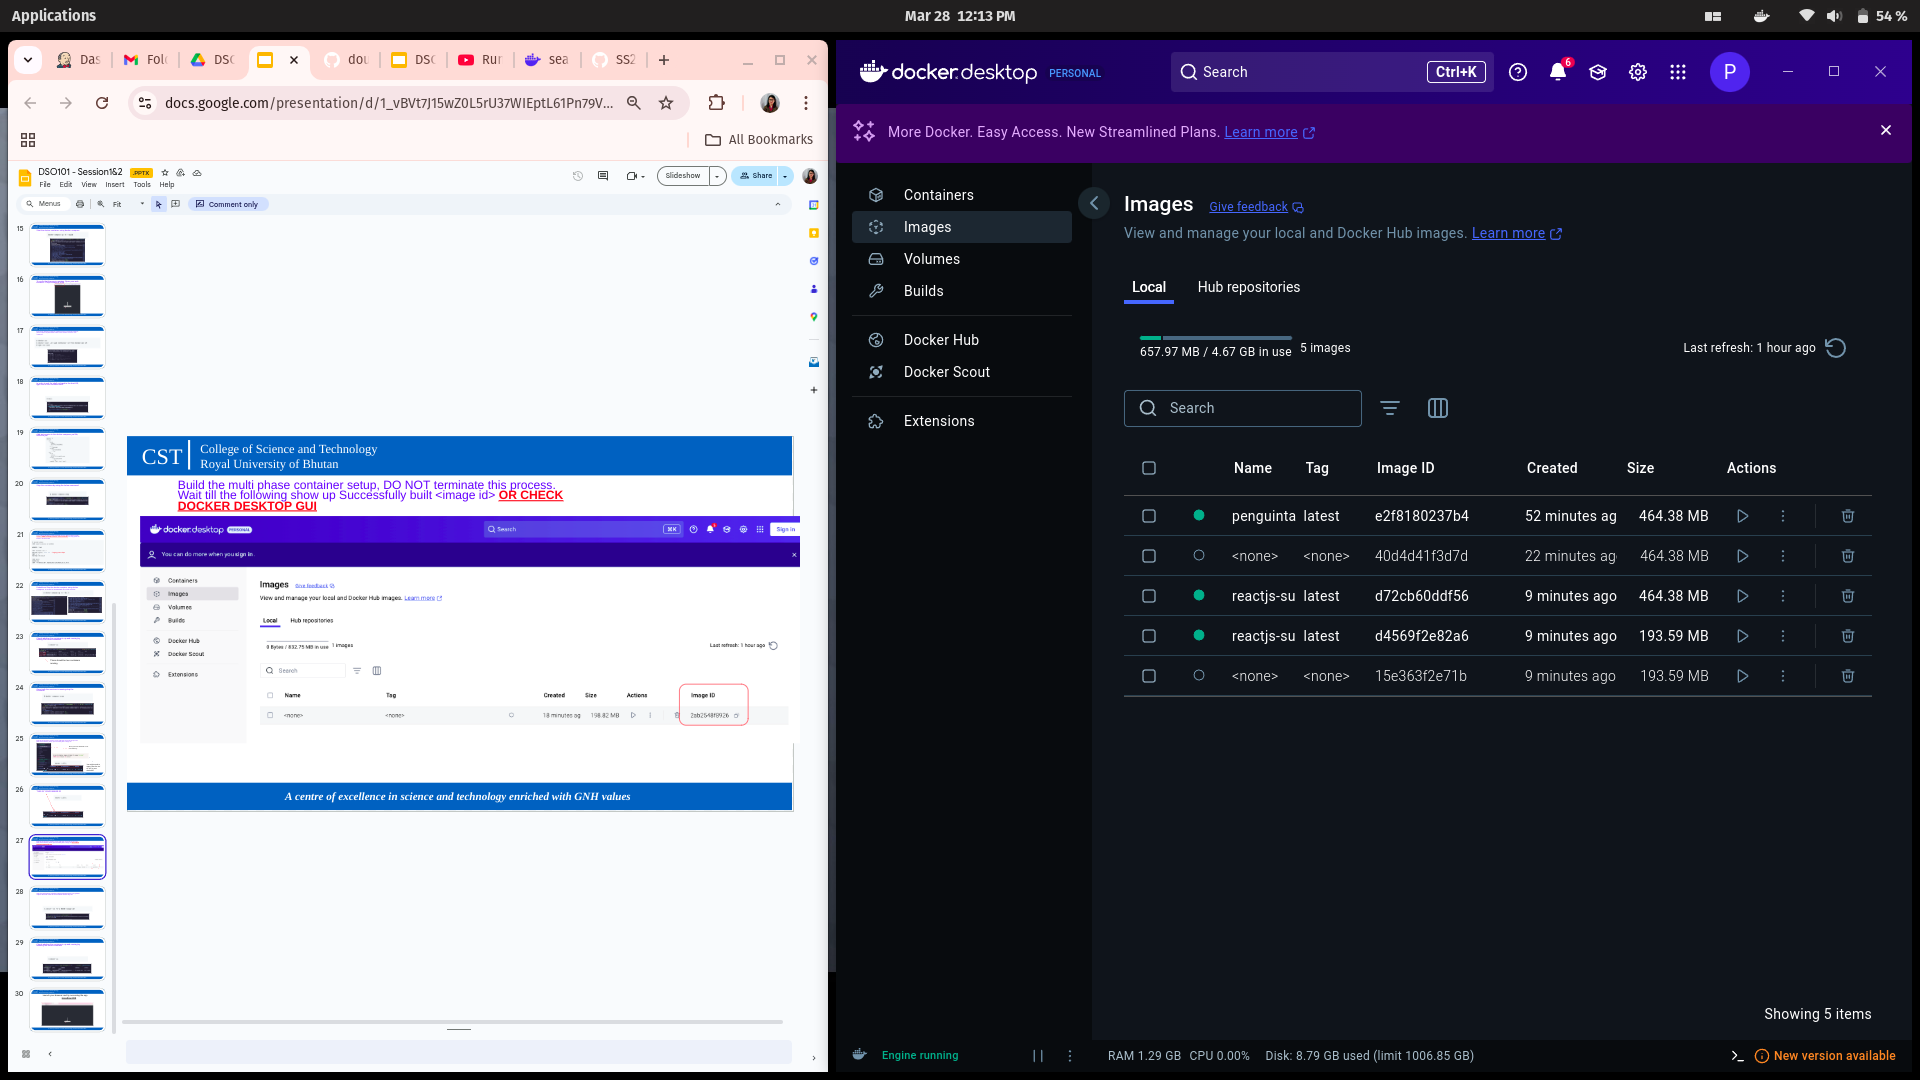 Applications
Mar 28 12:13 PM
54 %
Das
Fol
DSC
dou
DSC
Rur
sea
SS2
docs.google.com/presentation/d/1_vBVt7J15wZ0L5rU37WIEptL61Pn79V...
All Bookmarks
DSO101 - Session1&2 .PPTX
File Edit View Insert Tools Help
Slideshow
Share
Menus
Fit
Comment only
15
16
17
18
19
20
21
22
23
24
25
26
27
28
29
30
CST
College of Science and Technology
Royal University of Bhutan
Build the multi phase container setup, DO NOT terminate this process.
Wait till the following show up Successfully built <image id> OR CHECK
DOCKER DESKTOP GUI
docker.desktop PERSONAL
Search
⌘K
Sign in
You can do more when you sign in.
Containers
Images
Volumes
Builds
Docker Hub
Docker Scout
Extensions
Images Give feedback
View and manage your local and Docker Hub images. Learn more
Local Hub repositories
0 Bytes / 832.75 MB in use 1 images
Last refresh: 1 hour ago
Search
Name Tag Created Size Actions Image ID
<none> <none> 18 minutes ag 198.82 MB 2ab2548f8926
A centre of excellence in science and technology enriched with GNH values
docker.desktop PERSONAL
Search Ctrl+K
6
P
More Docker. Easy Access. New Streamlined Plans. Learn more
Containers
Images
Volumes
Builds
Docker Hub
Docker Scout
Extensions
Images Give feedback
View and manage your local and Docker Hub images. Learn more
Local Hub repositories
657.97 MB / 4.67 GB in use 5 images
Last refresh: 1 hour ago
Search
Name Tag Image ID Created Size Actions
penguinta latest e2f8180237b4 52 minutes ag 464.38 MB
<none> <none> 40d4d41f3d7d 22 minutes ag 464.38 MB
reactjs-su latest d72cb60ddf56 9 minutes ago 464.38 MB
reactjs-su latest d4569f2e82a6 9 minutes ago 193.59 MB
<none> <none> 15e363f2e71b 9 minutes ago 193.59 MB
Showing 5 items
Engine running
RAM 1.29 GB CPU 0.00% Disk: 8.79 GB used (limit 1006.85 GB)
New version available